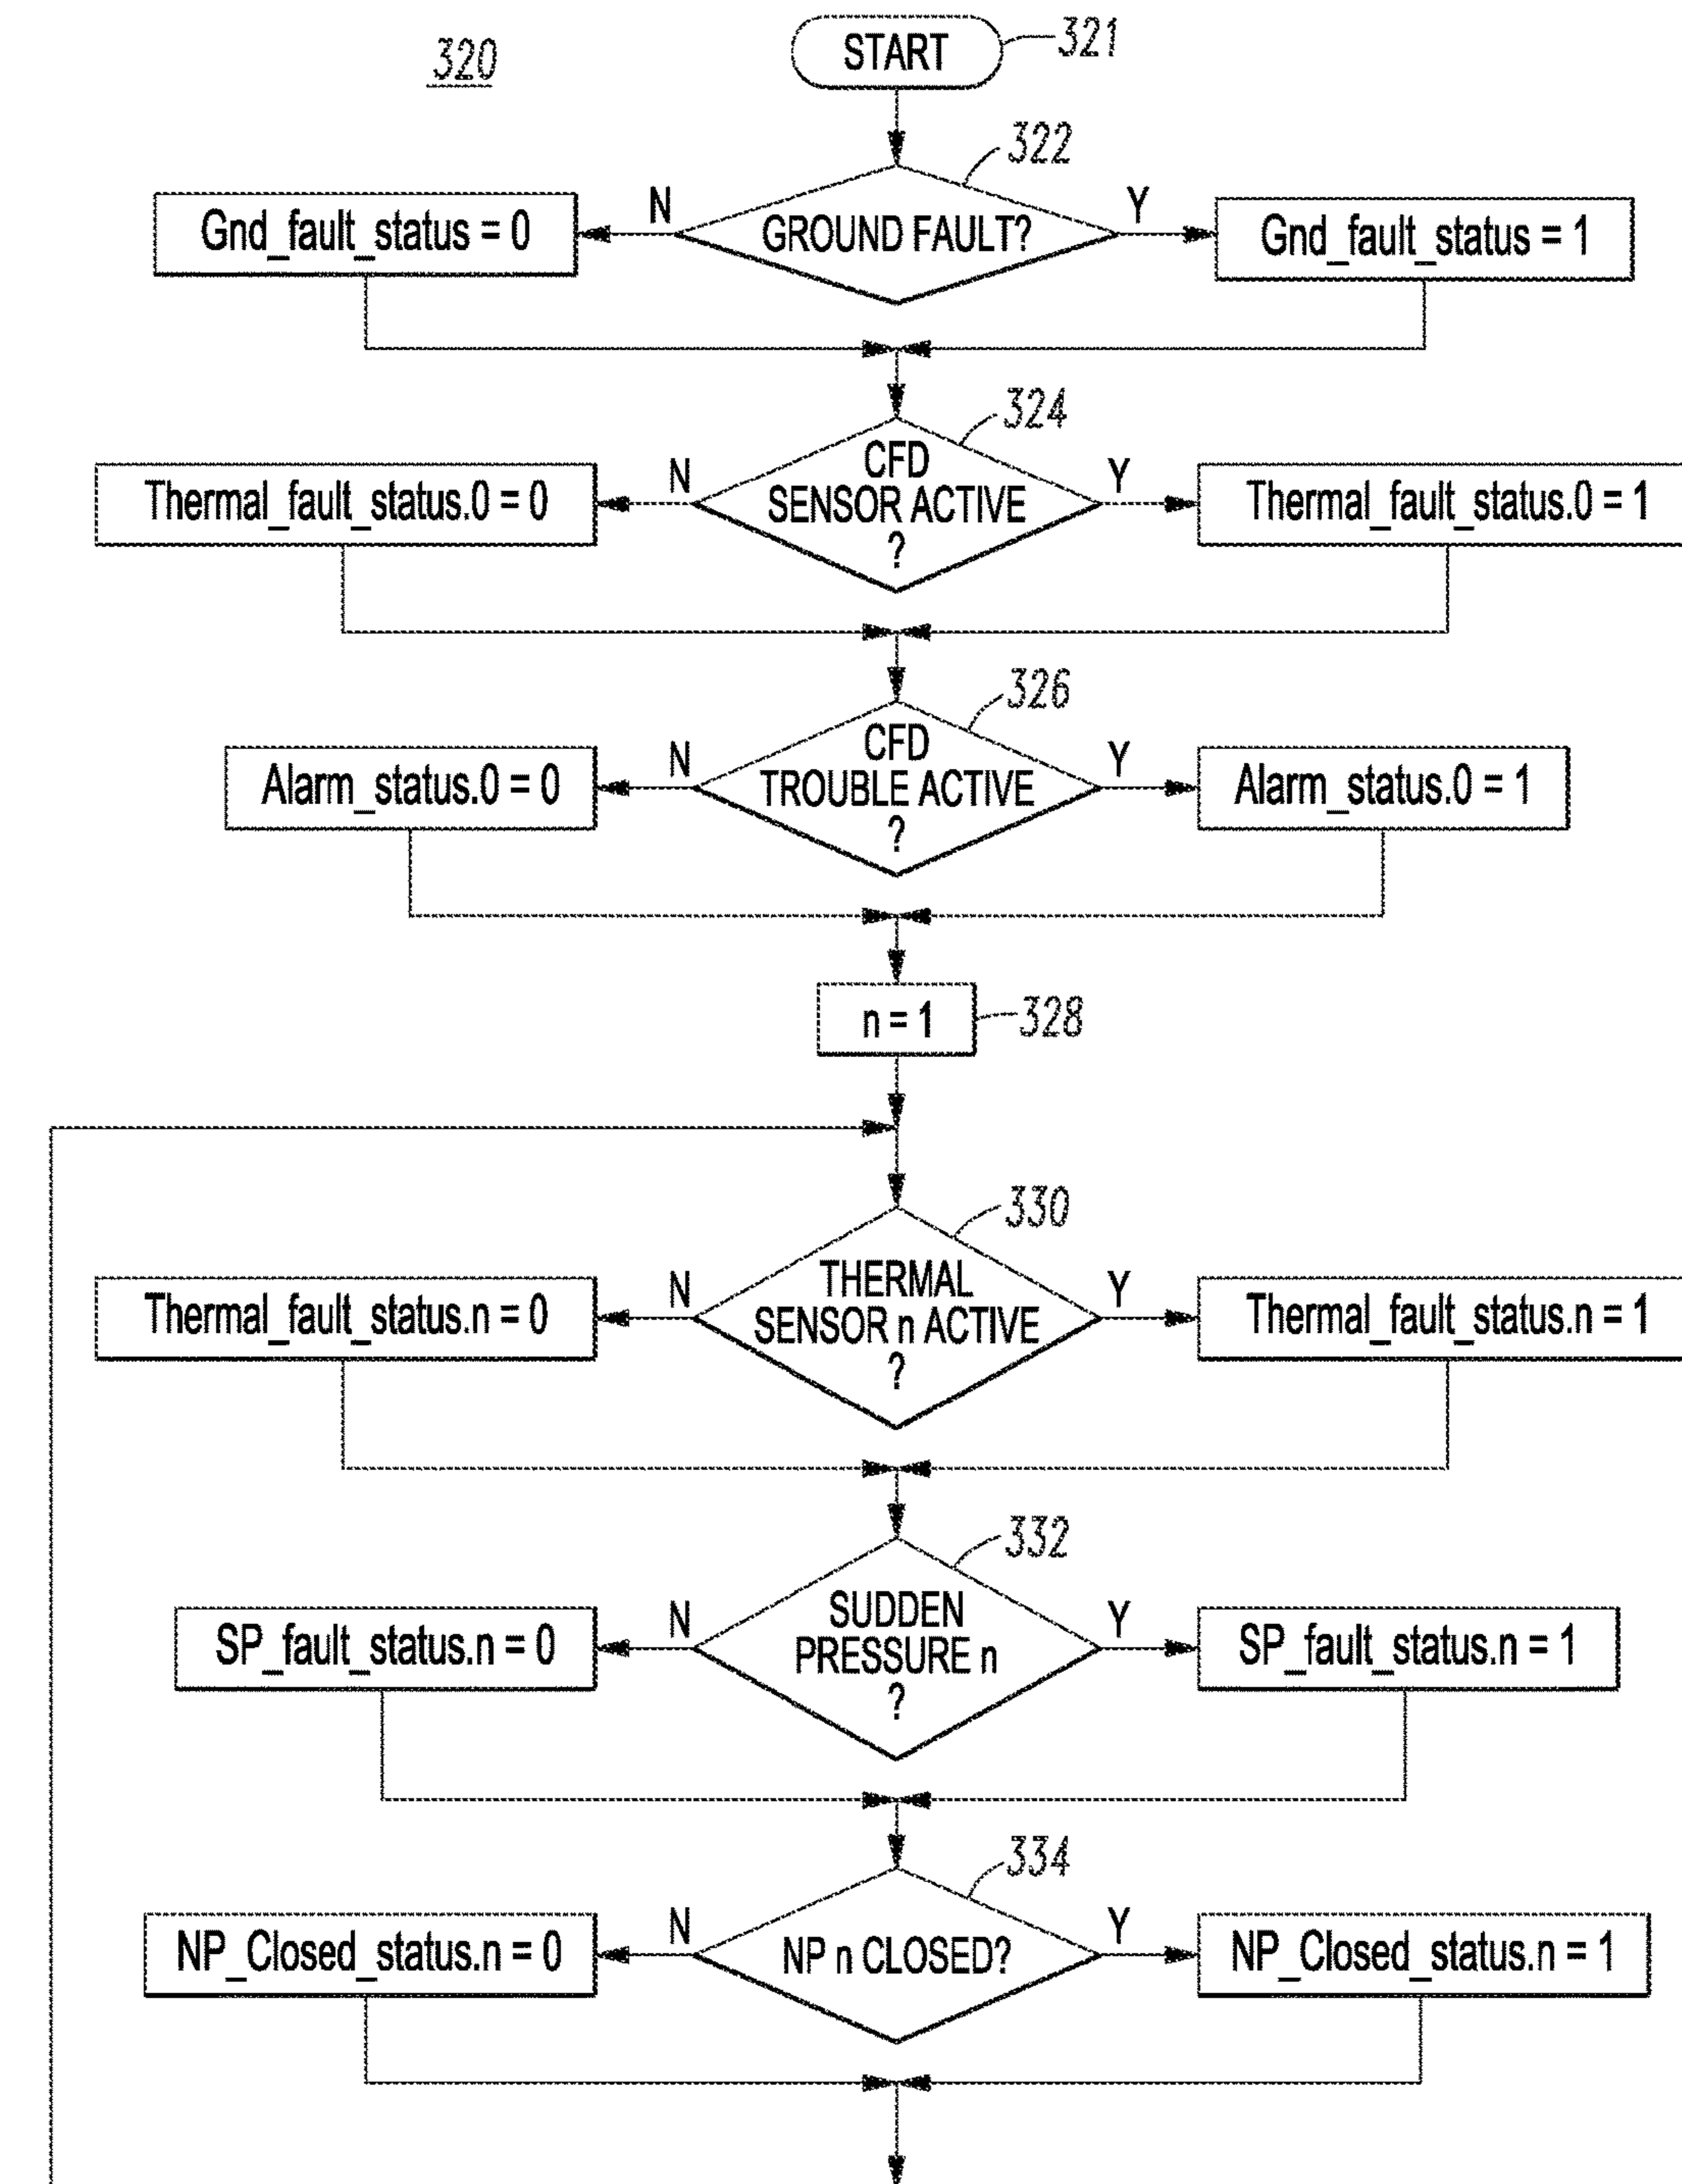 320
START
321
322
Gnd_fault_status = 0
N
GROUND FAULT?
Y
Gnd_fault_status = 1
324
Thermal_fault_status.0 = 0
N
CFD
SENSOR ACTIVE
?
Y
Thermal_fault_status.0 = 1
326
Alarm_status.0 = 0
N
CFD
TROUBLE ACTIVE
?
Y
Alarm_status.0 = 1
n = 1
328
330
Thermal_fault_status.n = 0
N
THERMAL
SENSOR n ACTIVE
?
Y
Thermal_fault_status.n = 1
332
SP_fault_status.n = 0
N
SUDDEN
PRESSURE n
?
Y
SP_fault_status.n = 1
334
NP_Closed_status.n = 0
N
NP n CLOSED?
Y
NP_Closed_status.n = 1